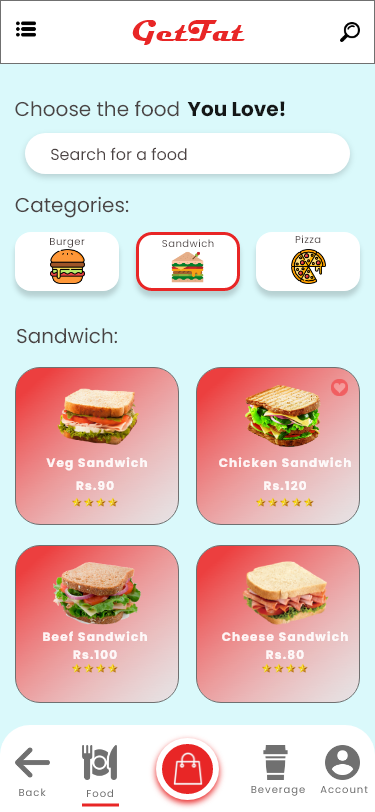 GetFat
Choose the food You Love!
Search for a food
Categories:
Burger Sandwich Pizza
Sandwich:
Veg Sandwich
Rs.90
Chicken Sandwich
Rs.120
Beef Sandwich
Rs.100
Cheese Sandwich
Rs.80
Back Food Beverage Account